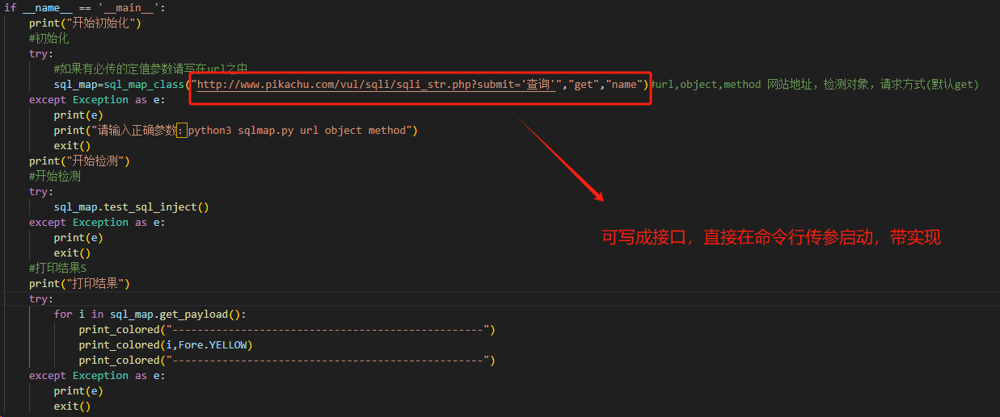 if __name__ == '__main__':
print("开始初始化")
#初始化
try:
#如果有必传的定值参数请写在url之中
sql_map=sql_map_class("http://www.pikachu.com/vul/sqli/sqli_str.php?submit='查询'","get","name")#url,object,method 网站地址，检测对象，请求方式(默认get)
except Exception as e:
print(e)
print("请输入正确参数：python3 sqlmap.py url object method")
exit()
print("开始检测")
#开始检测
try:
sql_map.test_sql_inject()
except Exception as e:
print(e)
exit()
可写成接口，直接在命令行传参启动，带实现
#打印结果S
print("打印结果")
try:
for i in sql_map.get_payload():
print_colored("--------------------------------------------------")
print_colored(i,Fore.YELLOW)
print_colored("--------------------------------------------------")
except Exception as e:
print(e)
exit()